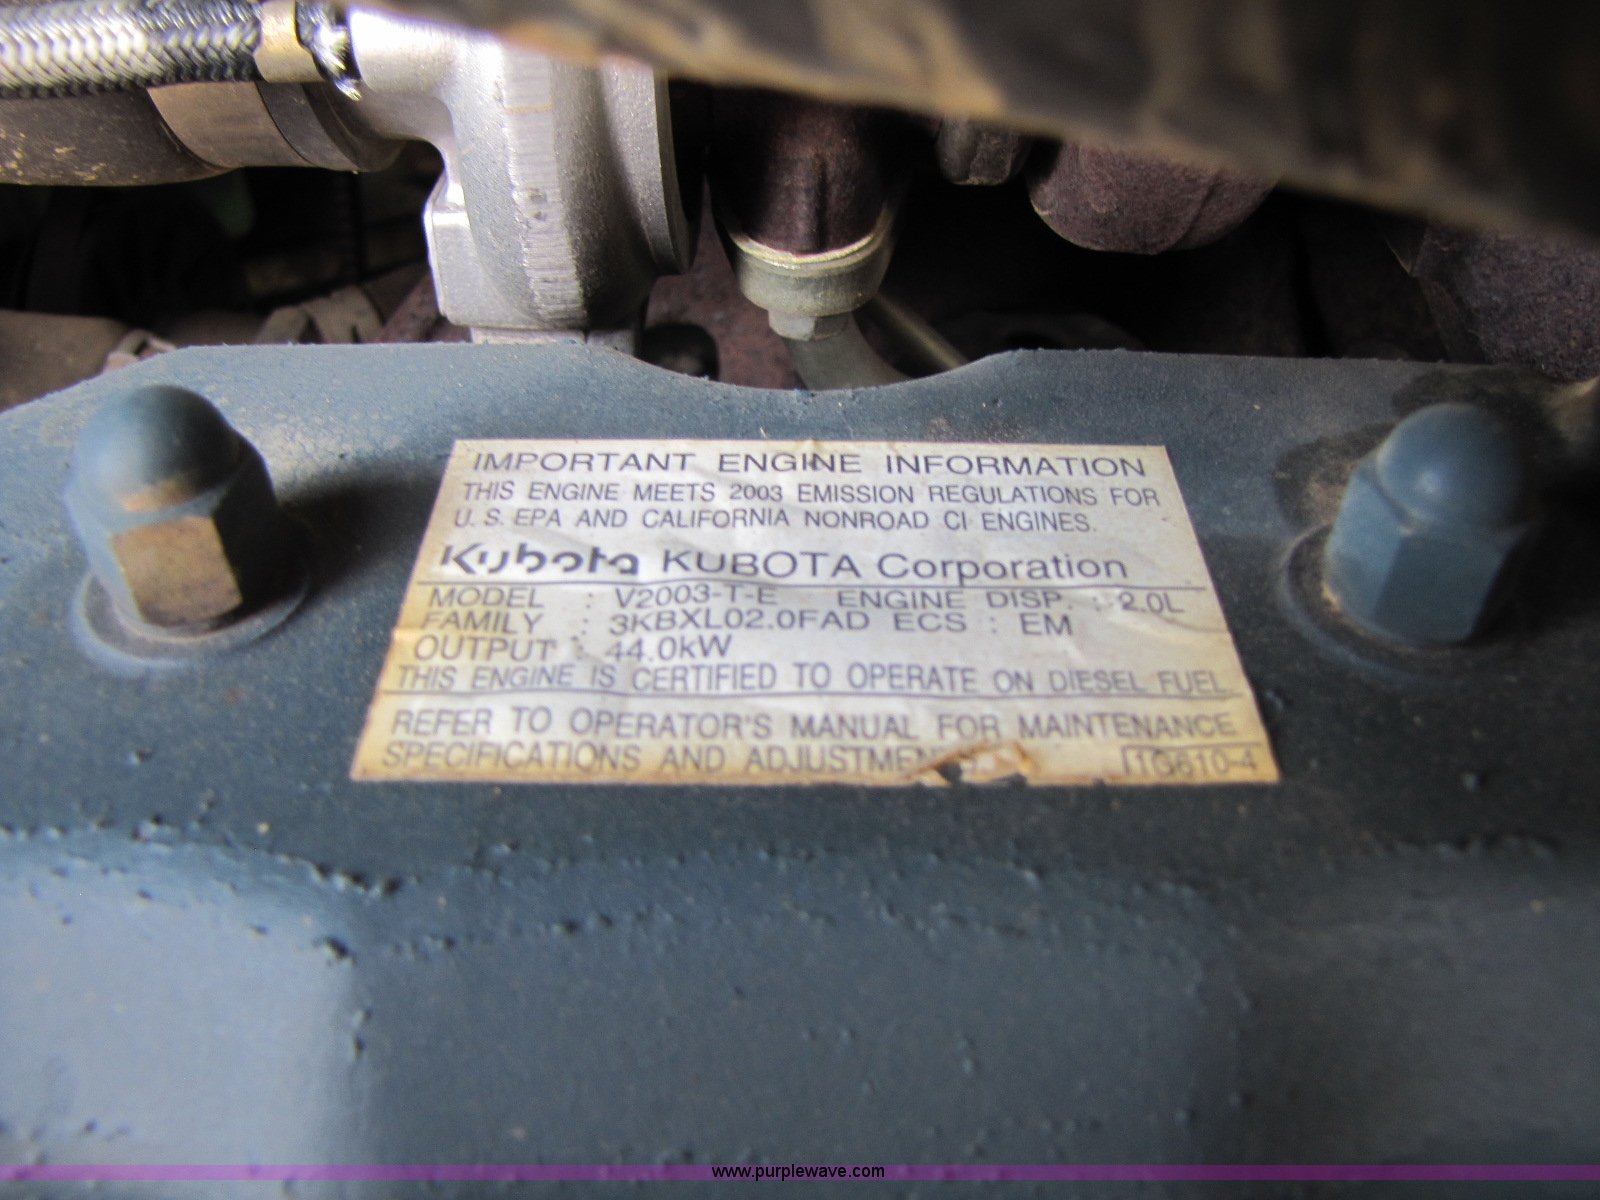 IMPORTANT ENGINE INFORMATION
THIS ENGINE MEETS 2003 EMISSION REGULATIONS FOR
U.S. EPA AND CALIFORNIA NONROAD CI ENGINES.
Kubota KUBOTA Corporation
MODEL : V2003-T-E ENGINE DISP. : 2.0L
FAMILY : 3KBXL02.0FAD ECS : EM
OUTPUT : 44.0kW
THIS ENGINE IS CERTIFIED TO OPERATE ON DIESEL FUEL
REFER TO OPERATOR'S MANUAL FOR MAINTENANCE
SPECIFICATIONS AND 1G610-4
www.purplewave.com